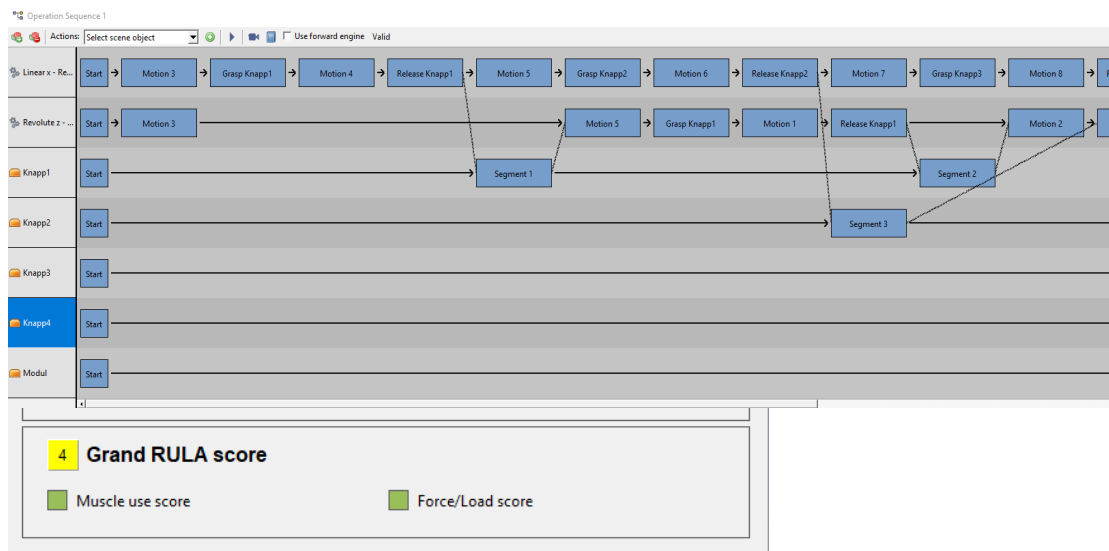 Operation Sequence 1
Actions: Select scene object Use forward engine Valid
Linear x - Re... Start Motion 3 Grasp Knapp1 Motion 4 Release Knapp1 Motion 5 Grasp Knapp2 Motion 6 Release Knapp2 Motion 7 Grasp Knapp3 Motion 8
Revolute z - ... Start Motion 3 Motion 5 Grasp Knapp1 Motion 1 Release Knapp1 Motion 2
Knapp1 Start Segment 1 Segment 2
Knapp2 Start Segment 3
Knapp3 Start
Knapp4 Start
Modul Start
4 Grand RULA score
Muscle use score Force/Load score